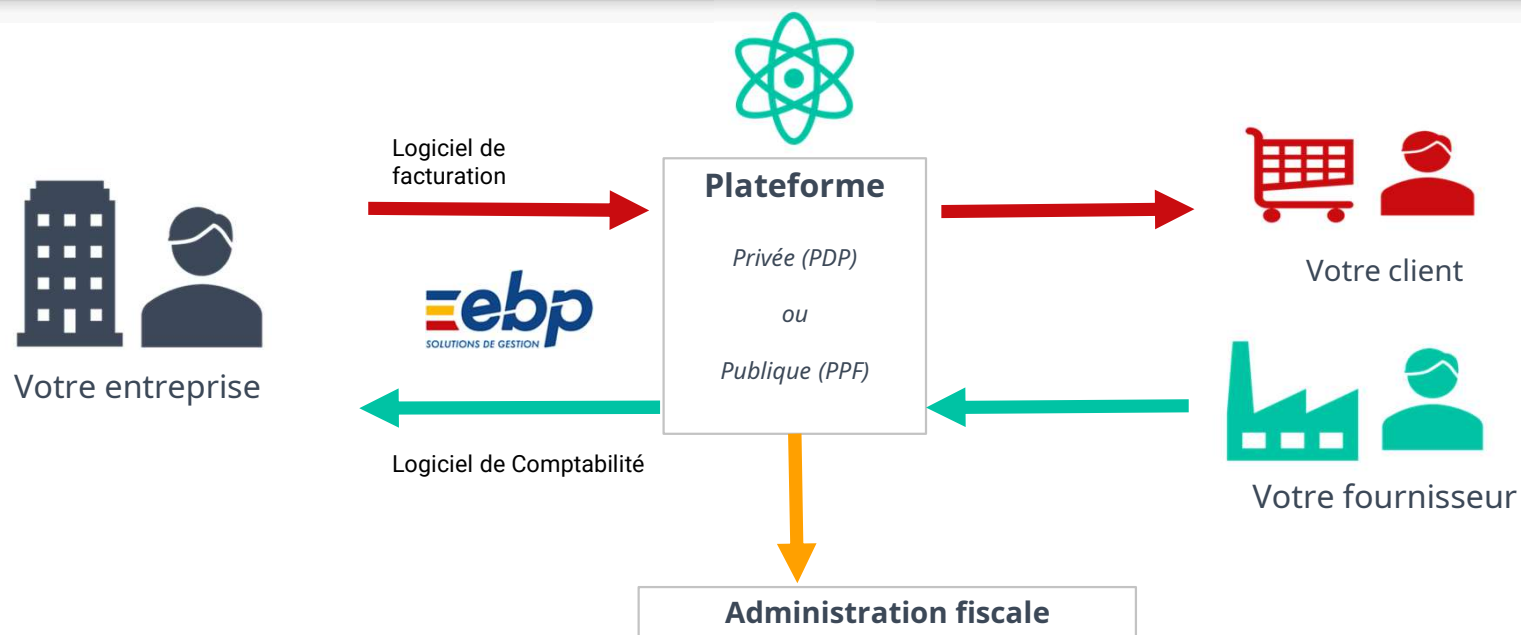 Logiciel de
facturation
Plateforme
Privée (PDP)
ou
Publique (PPF)
Votre client
ebp
SOLUTIONS DE GESTION
Votre entreprise
Logiciel de Comptabilité
Votre fournisseur
Administration fiscale